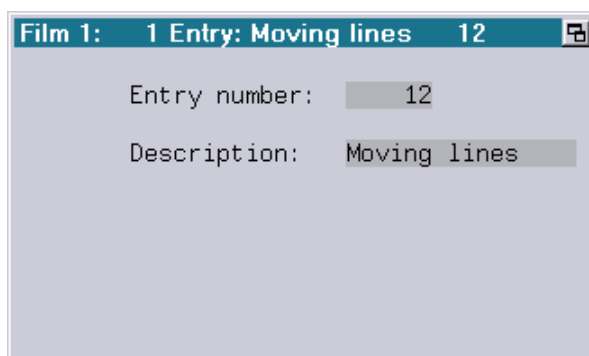 Film 1: 1 Entry: Moving lines 12
Entry number: 12
Description: Moving lines